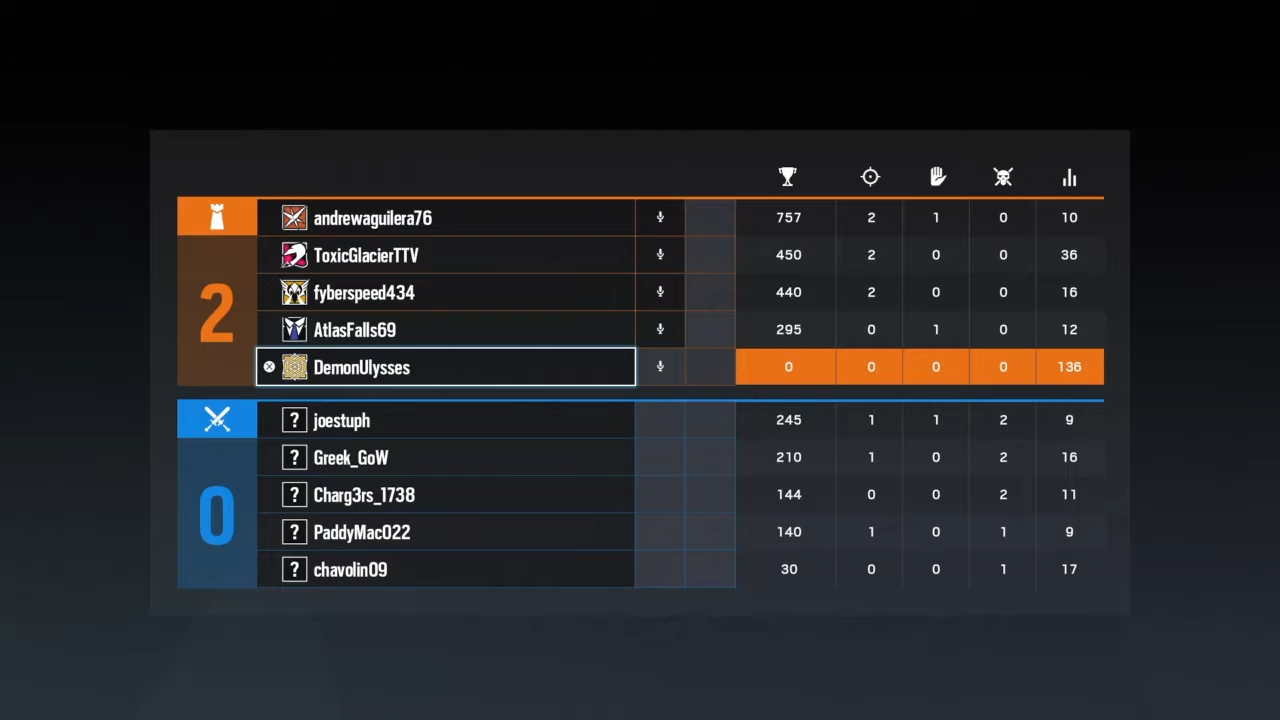 andrewaguilera76 757 2 1 0 10
ToxicGlacierTTV 450 2 0 0 36
fyberspeed434 440 2 0 0 16
2
AtlasFalls69 295 0 1 0 12
DemonUlysses 0 0 0 0 136
? joestuph 245 1 1 2 9
? Greek_GoW 210 1 0 2 16
? Charg3rs_1738 144 0 0 2 11
0
? PaddyMac022 140 1 0 1 9
? chavolin09 30 0 0 1 17